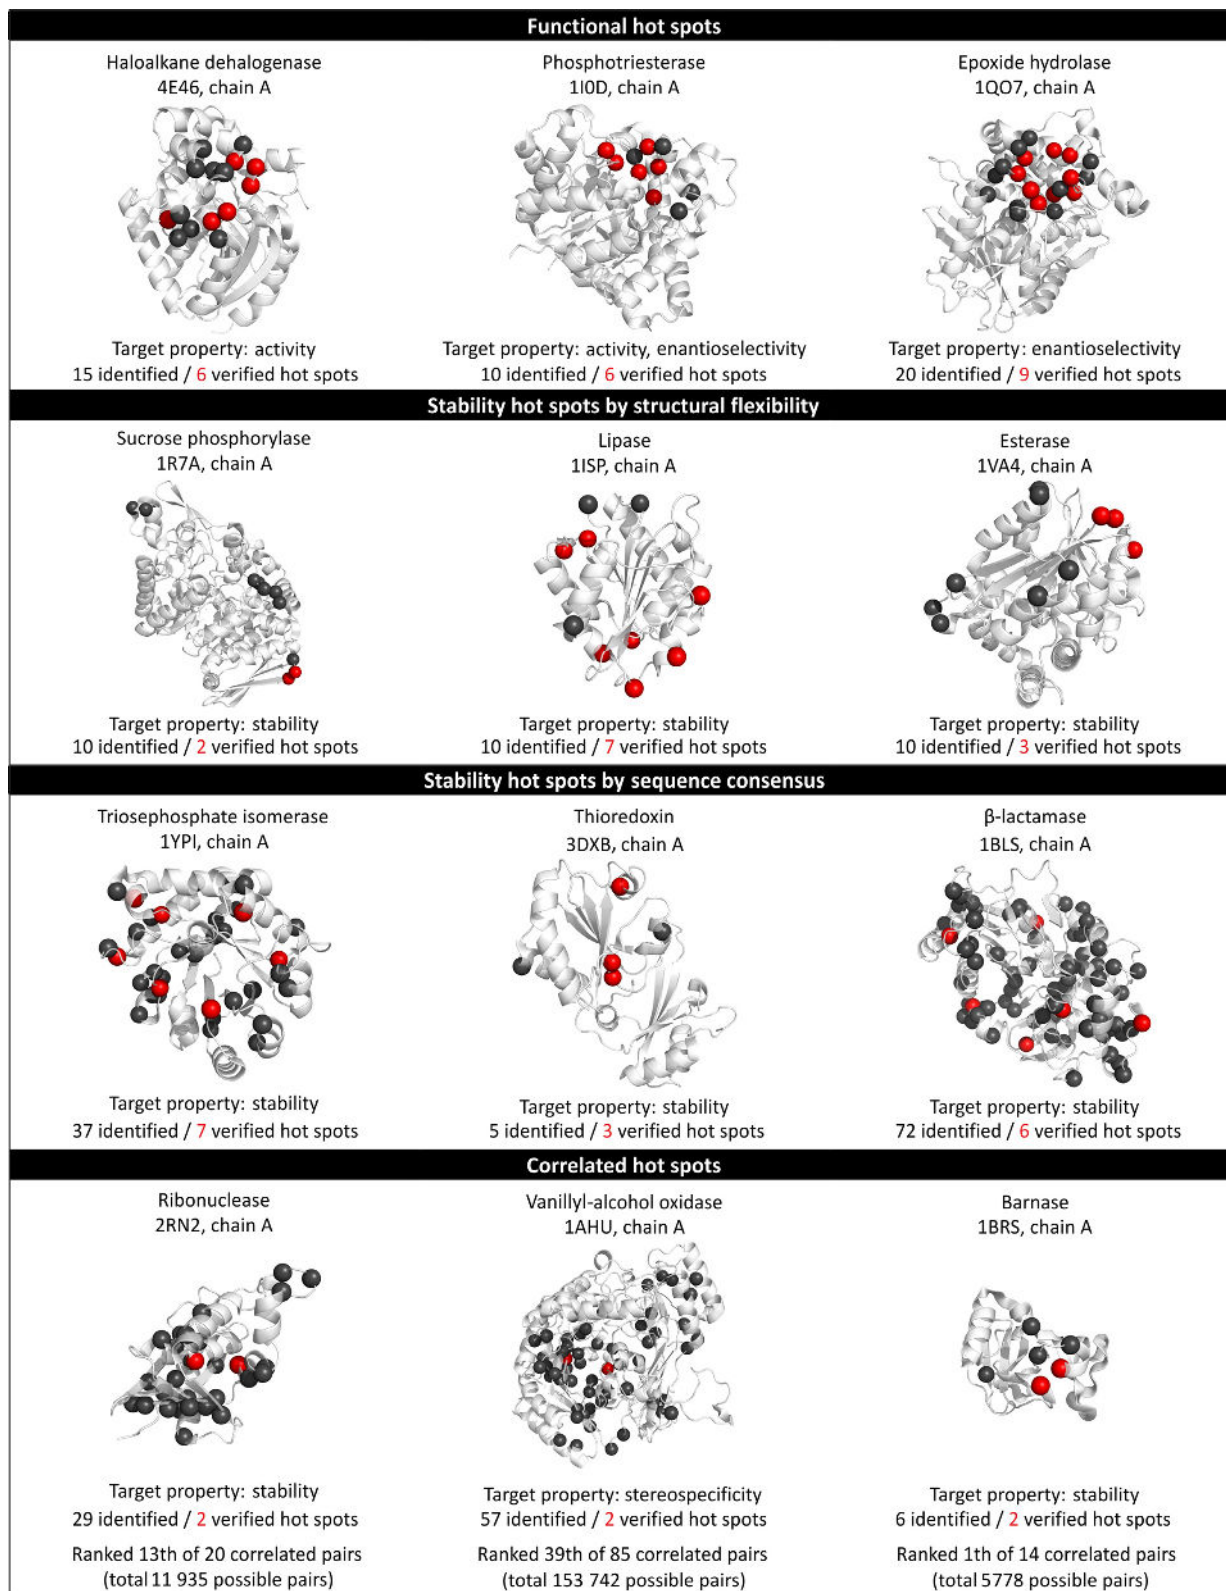 Functional hot spots
Haloalkane dehalogenase
4E46, chain A
Phosphotriesterase
1I0D, chain A
Epoxide hydrolase
1QO7, chain A
Target property: activity
15 identified / 6 verified hot spots
Target property: activity, enantioselectivity
10 identified / 6 verified hot spots
Target property: enantioselectivity
20 identified / 9 verified hot spots
Stability hot spots by structural flexibility
Sucrose phosphorylase
1R7A, chain A
Lipase
1ISP, chain A
Esterase
1VA4, chain A
Target property: stability
10 identified / 2 verified hot spots
Target property: stability
10 identified / 7 verified hot spots
Target property: stability
10 identified / 3 verified hot spots
Stability hot spots by sequence consensus
Triosephosphate isomerase
1YPI, chain A
Thioredoxin
3DXB, chain A
β-lactamase
1BLS, chain A
Target property: stability
37 identified / 7 verified hot spots
Target property: stability
5 identified / 3 verified hot spots
Target property: stability
72 identified / 6 verified hot spots
Correlated hot spots
Ribonuclease
2RN2, chain A
Vanillyl-alcohol oxidase
1AHU, chain A
Barnase
1BRS, chain A
Target property: stability
29 identified / 2 verified hot spots
Ranked 13th of 20 correlated pairs
(total 11 935 possible pairs)
Target property: stereospecificity
57 identified / 2 verified hot spots
Ranked 39th of 85 correlated pairs
(total 153 742 possible pairs)
Target property: stability
6 identified / 2 verified hot spots
Ranked 1th of 14 correlated pairs
(total 5778 possible pairs)